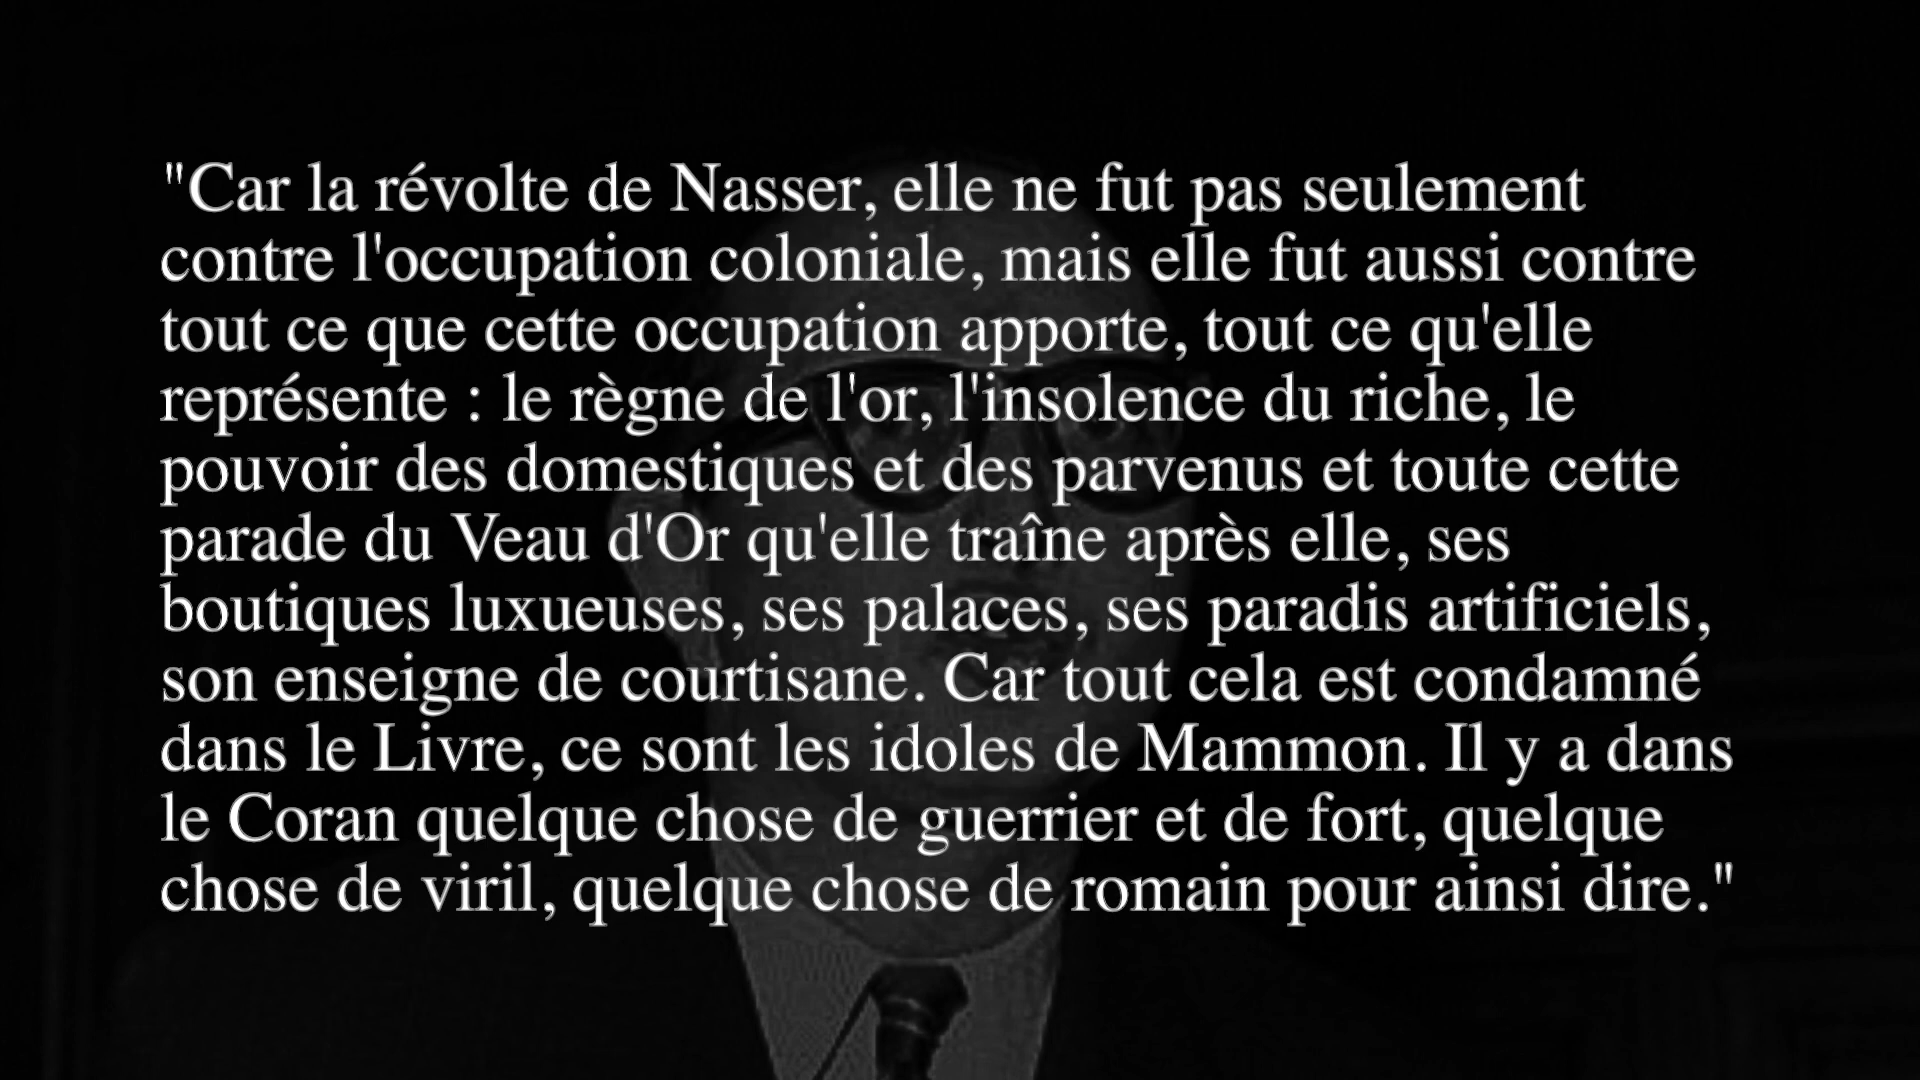 "Car la révolte de Nasser, elle ne fut pas seulement
contre l'occupation coloniale, mais elle fut aussi contre
tout ce que cette occupation apporte, tout ce qu'elle
représente : le règne de l'or, l'insolence du riche, le
pouvoir des domestiques et des parvenus et toute cette
parade du Veau d'Or qu'elle traîne après elle, ses
boutiques luxueuses, ses palaces, ses paradis artificiels,
son enseigne de courtisane. Car tout cela est condamné
dans le Livre, ce sont les idoles de Mammon. Il y a dans
le Coran quelque chose de guerrier et de fort, quelque
chose de viril, quelque chose de romain pour ainsi dire."